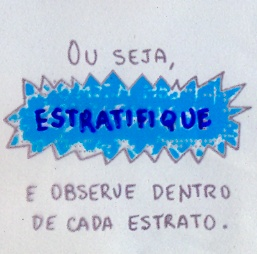 OU SEJA,
ESTRATIFIQUE
E OBSERVE DENTRO
DE CADA ESTRATO.